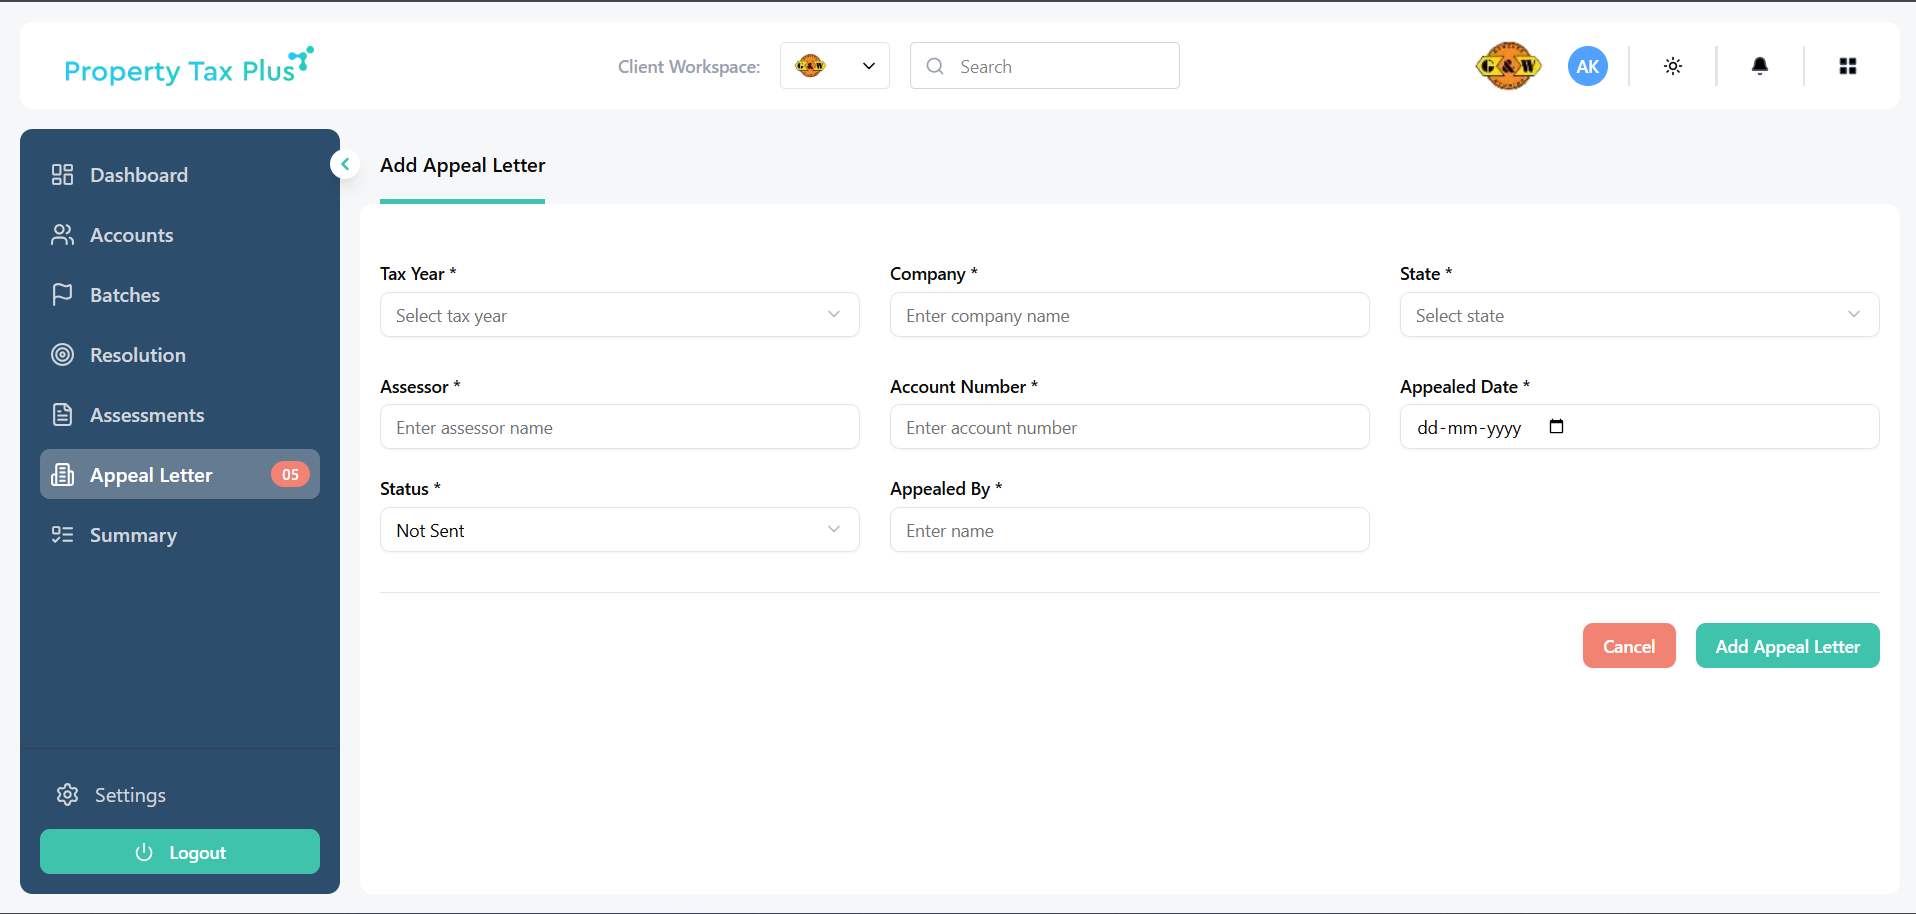 Property Tax Plus
Client Workspace:
G & W
Search
G & W
AK
Dashboard
Accounts
Batches
Resolution
Assessments
Appeal Letter 05
Summary
Settings
Logout
Add Appeal Letter
Tax Year * Company * State *
Select tax year Enter company name Select state
Assessor * Account Number * Appealed Date *
Enter assessor name Enter account number dd-mm-yyyy
Status * Appealed By *
Not Sent Enter name
Cancel Add Appeal Letter